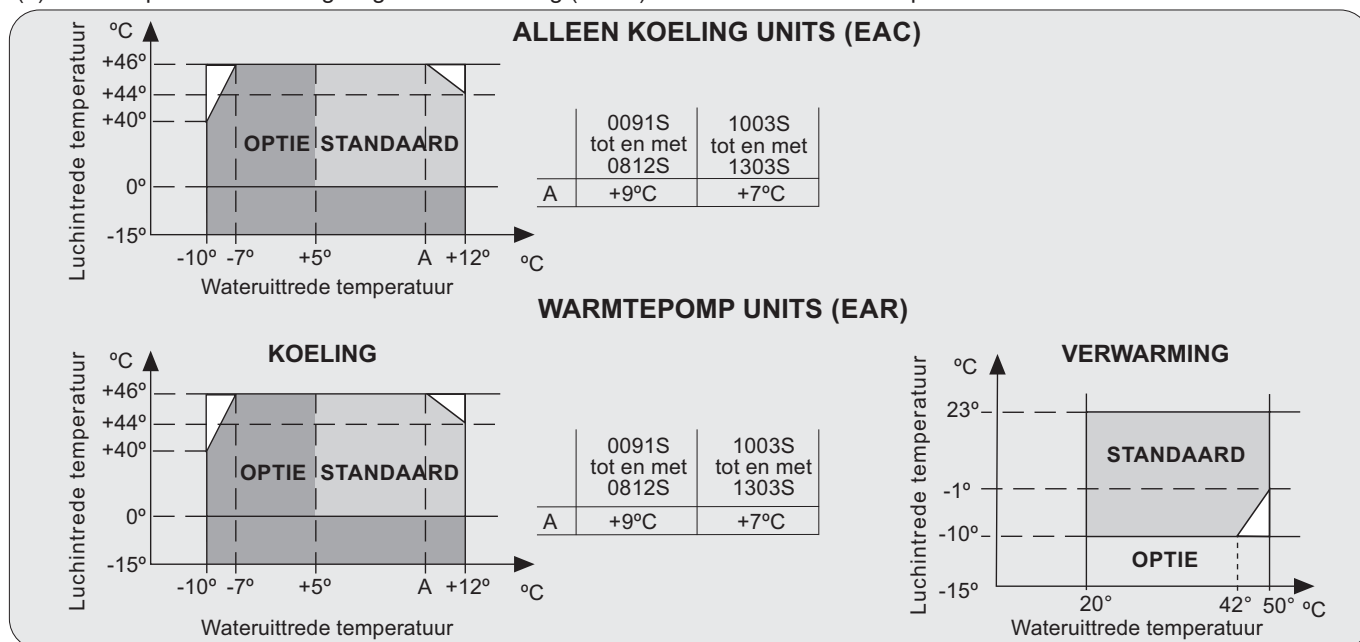 ALLEEN KOELING UNITS (EAC)
Luchintrede temperatuur
ºC
+46º
+44º
+40º
0º
-15º
OPTIE STANDAARD
-10º -7º +5º A +12º ºC
Wateruittrede temperatuur
0091S 1003S
tot en met tot en met
0812S 1303S
A +9ºC +7ºC
WARMTEPOMP UNITS (EAR)
KOELING
Luchintrede temperatuur
ºC
+46º
+44º
+40º
0º
-15º
OPTIE STANDAARD
-10º -7º +5º A +12º ºC
Wateruittrede temperatuur
0091S 1003S
tot en met tot en met
0812S 1303S
A +9ºC +7ºC
VERWARMING
Luchintrede temperatuur
ºC
23º
-1º
-10º
-15º
STANDAARD
OPTIE
20° 42° 50° ºC
Wateruittrede temperatuur